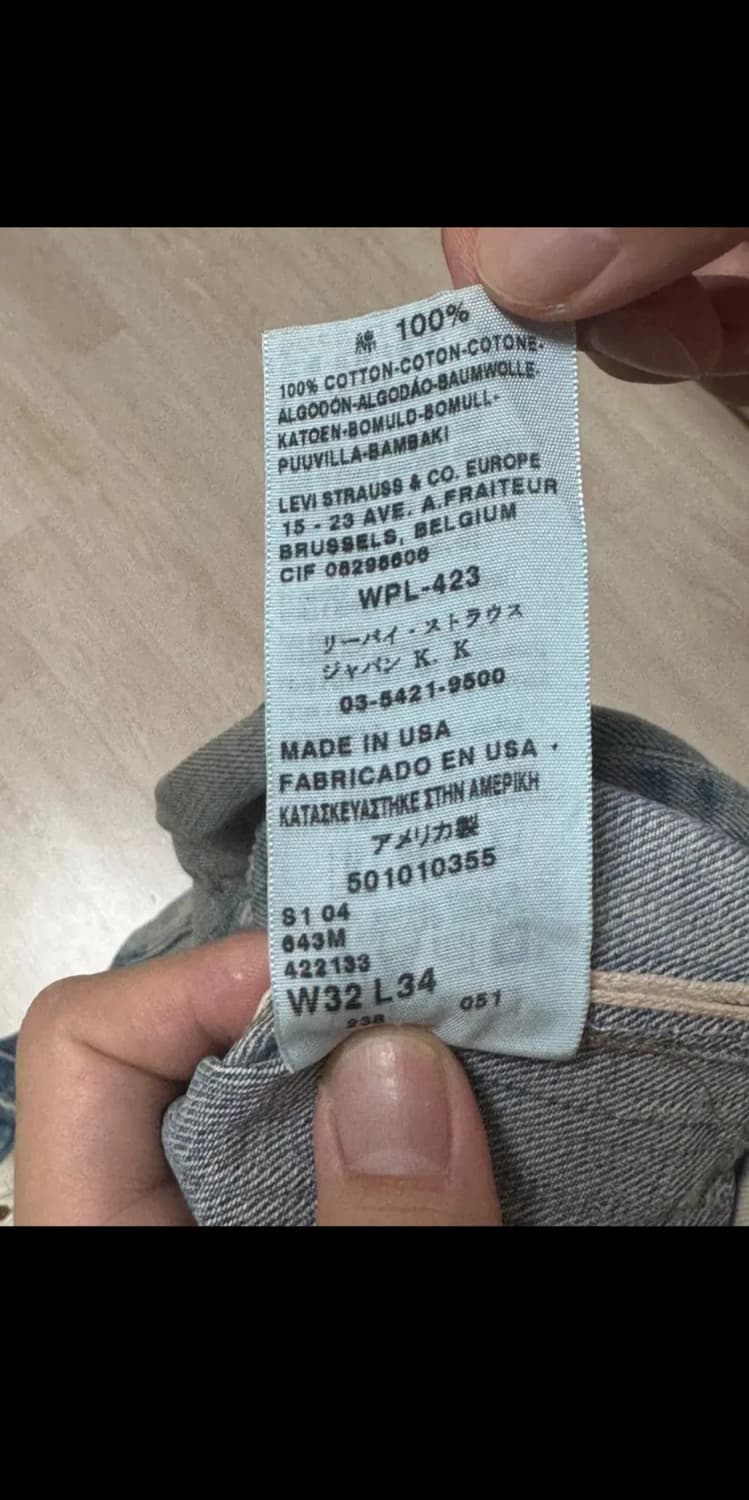 綿 100%
100% COTTON-COTON-COTONE-
ALGODÓN-ALGODÃO-BAUMWOLLE-
KATOEN-BOMULD-BOMULL-
PUUVILLA-BAMBAKI
LEVI STRAUSS & CO. EUROPE
15 - 23 AVE. A.FRAITEUR
BRUSSELS, BELGIUM
CIF 08295606
WPL-423
リーバイ・ストラウス
ジャパン K. K
03-5421-9500
MADE IN USA
FABRICADO EN USA
ΚΑΤΑΣΚΕΥΑΣΤΗΚΕ ΣΤΗΝ ΑΜΕΡΙΚΗ
アメリカ製
501010355
S1 04
643M
422133
W32 L34 051
238